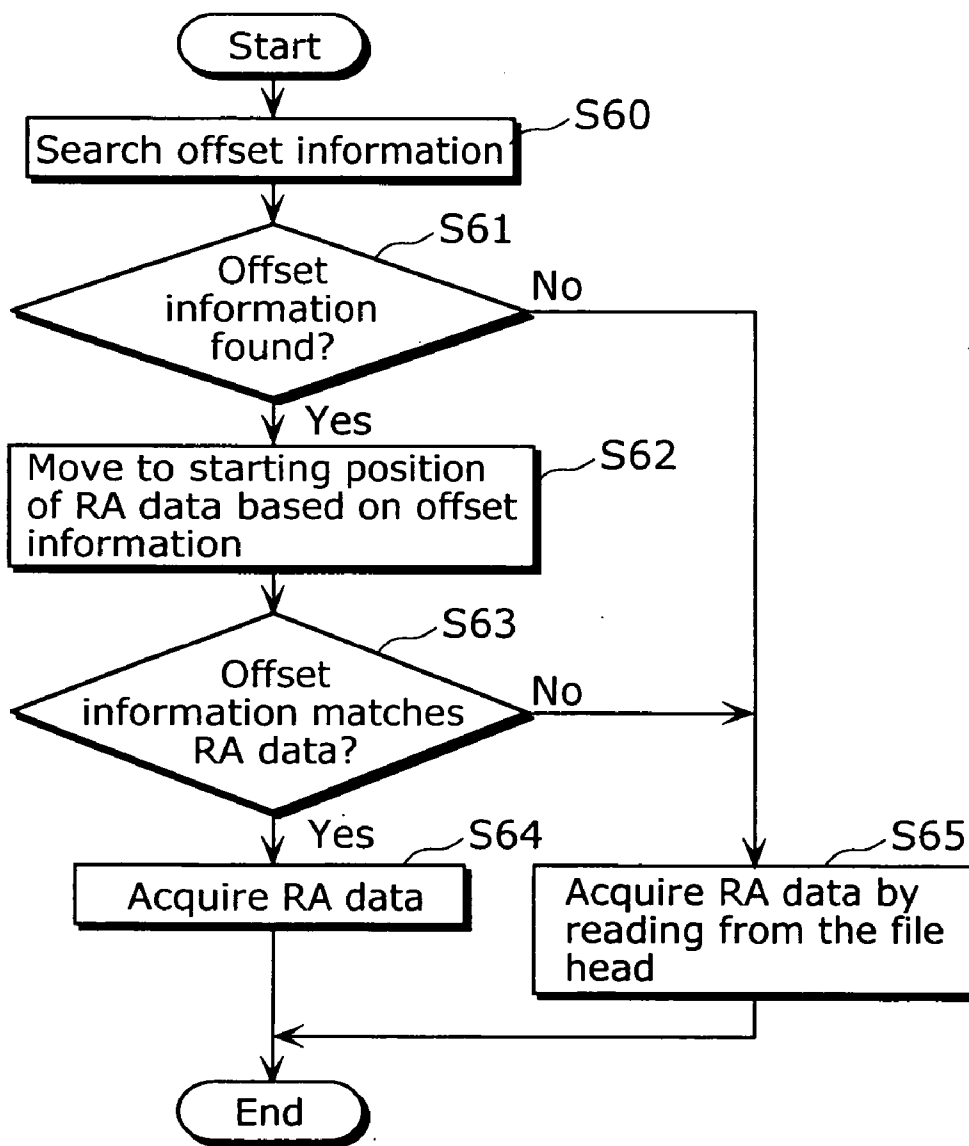 Start
S60
Search offset information
S61
Offset
information
found?
No
Yes
S62
Move to starting position
of RA data based on offset
information
S63
Offset
information matches
RA data?
No
Yes
S64
Acquire RA data
S65
Acquire RA data by
reading from the file
head
End